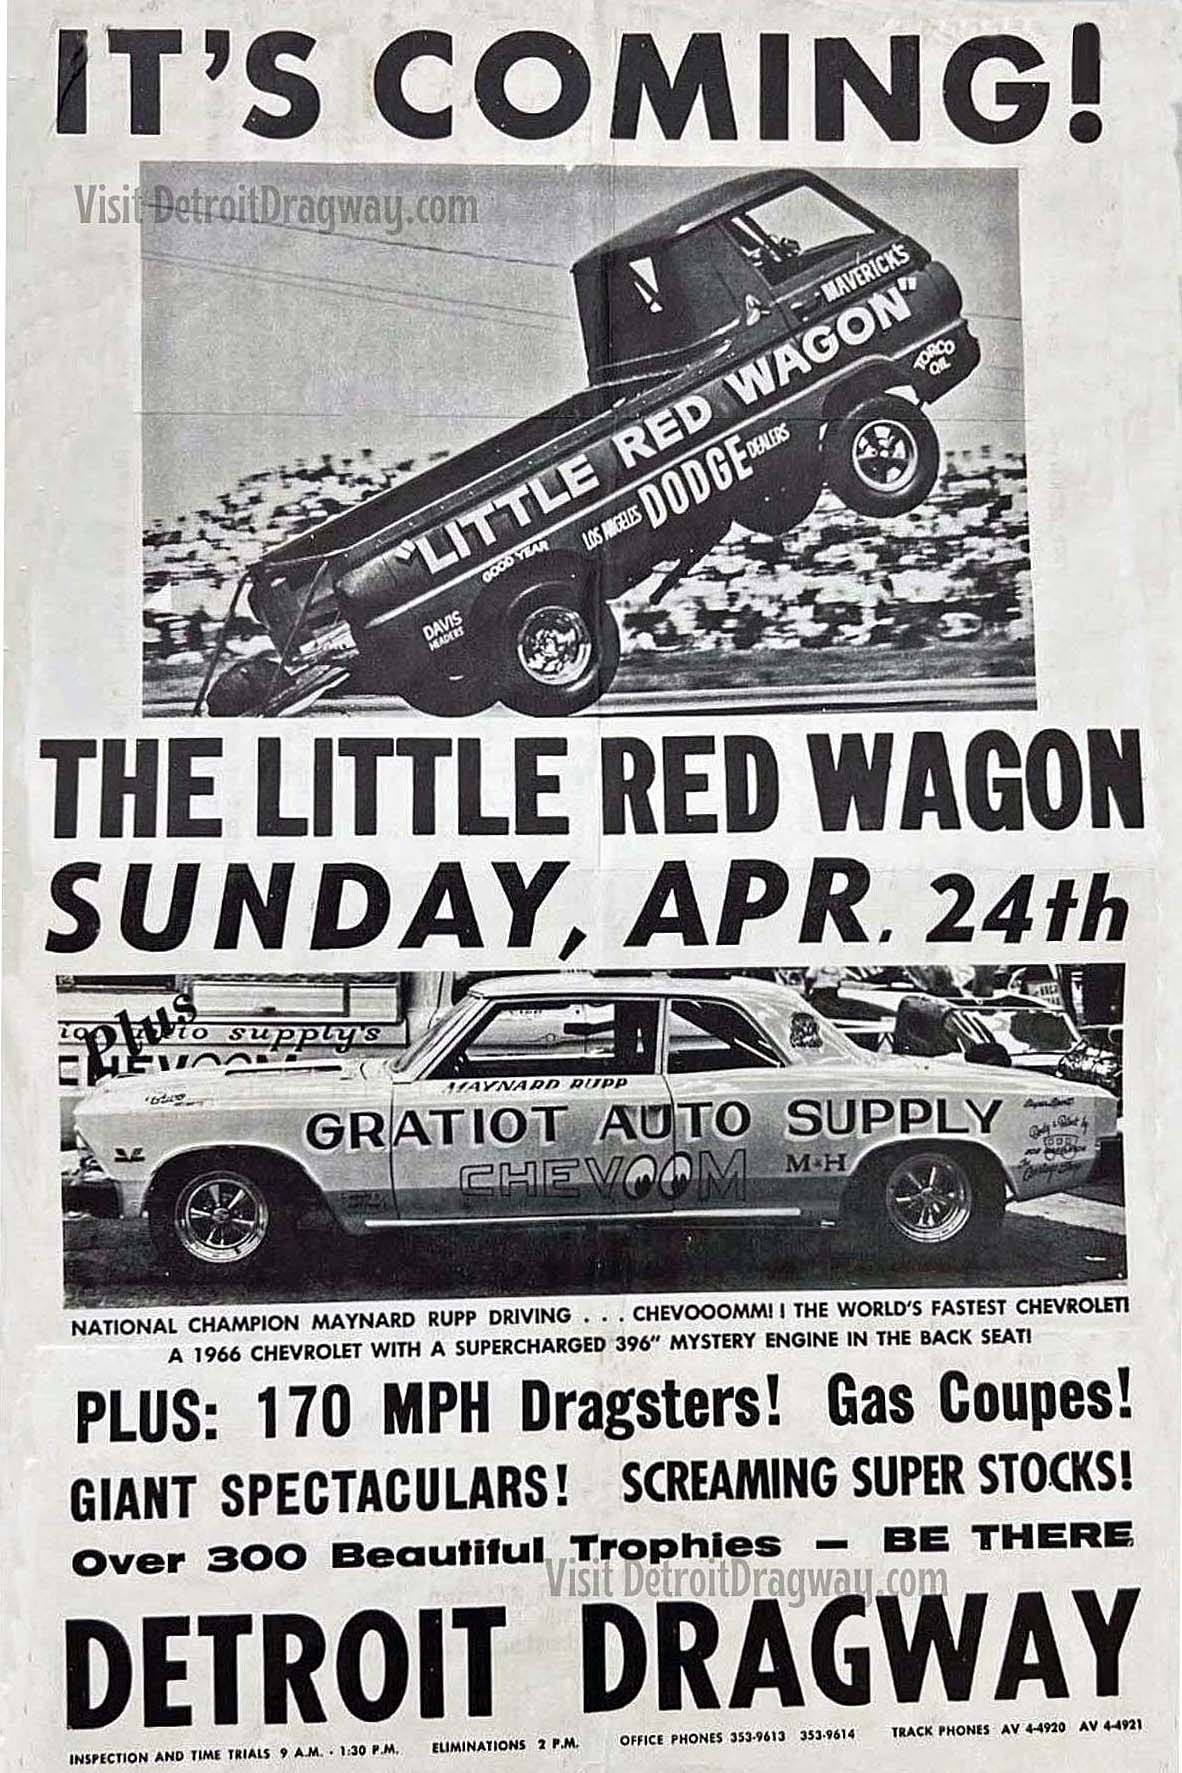 IT'S COMING!
Visit DetroitDragway.com
MAVERICK'S
"LITTLE RED WAGON"
TORCO
OIL
LOS ANGELES DODGE DEALERS
GOOD YEAR
DAVIS
HEADERS
THE LITTLE RED WAGON
SUNDAY, APR. 24th
Plus
supply's
MAYNARD RUPP
GRATIOT AUTO SUPPLY
CHEVOOM
M&H
NATIONAL CHAMPION MAYNARD RUPP DRIVING . . . CHEVOOOMM! ! THE WORLD'S FASTEST CHEVROLET!
A 1966 CHEVROLET WITH A SUPERCHARGED 396" MYSTERY ENGINE IN THE BACK SEAT!
PLUS: 170 MPH Dragsters! Gas Coupes!
GIANT SPECTACULARS! SCREAMING SUPER STOCKS!
Over 300 Beautiful Trophies — BE THERE
Visit DetroitDragway.com
DETROIT DRAGWAY
INSPECTION AND TIME TRIALS 9 A.M. - 1:30 P.M. ELIMINATIONS 2 P.M. OFFICE PHONES 353-9613 353-9614 TRACK PHONES AV 4-4920 AV 4-4921